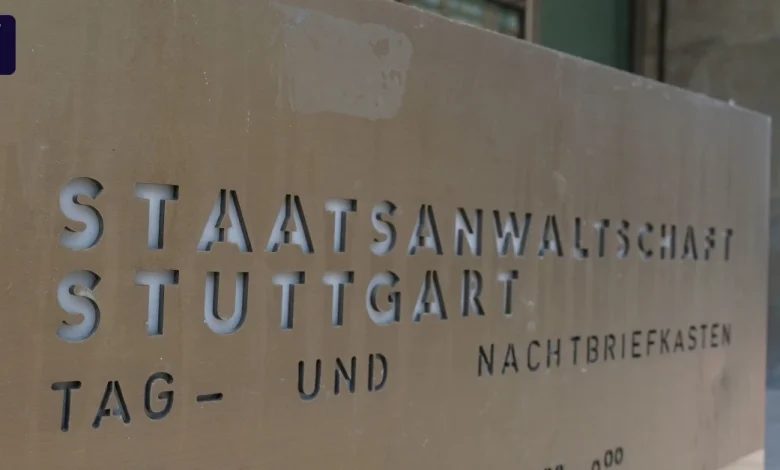 STAATSANWALTSCHAFT
STUTTGART
TAG- UND NACHTBRIEFKASTEN